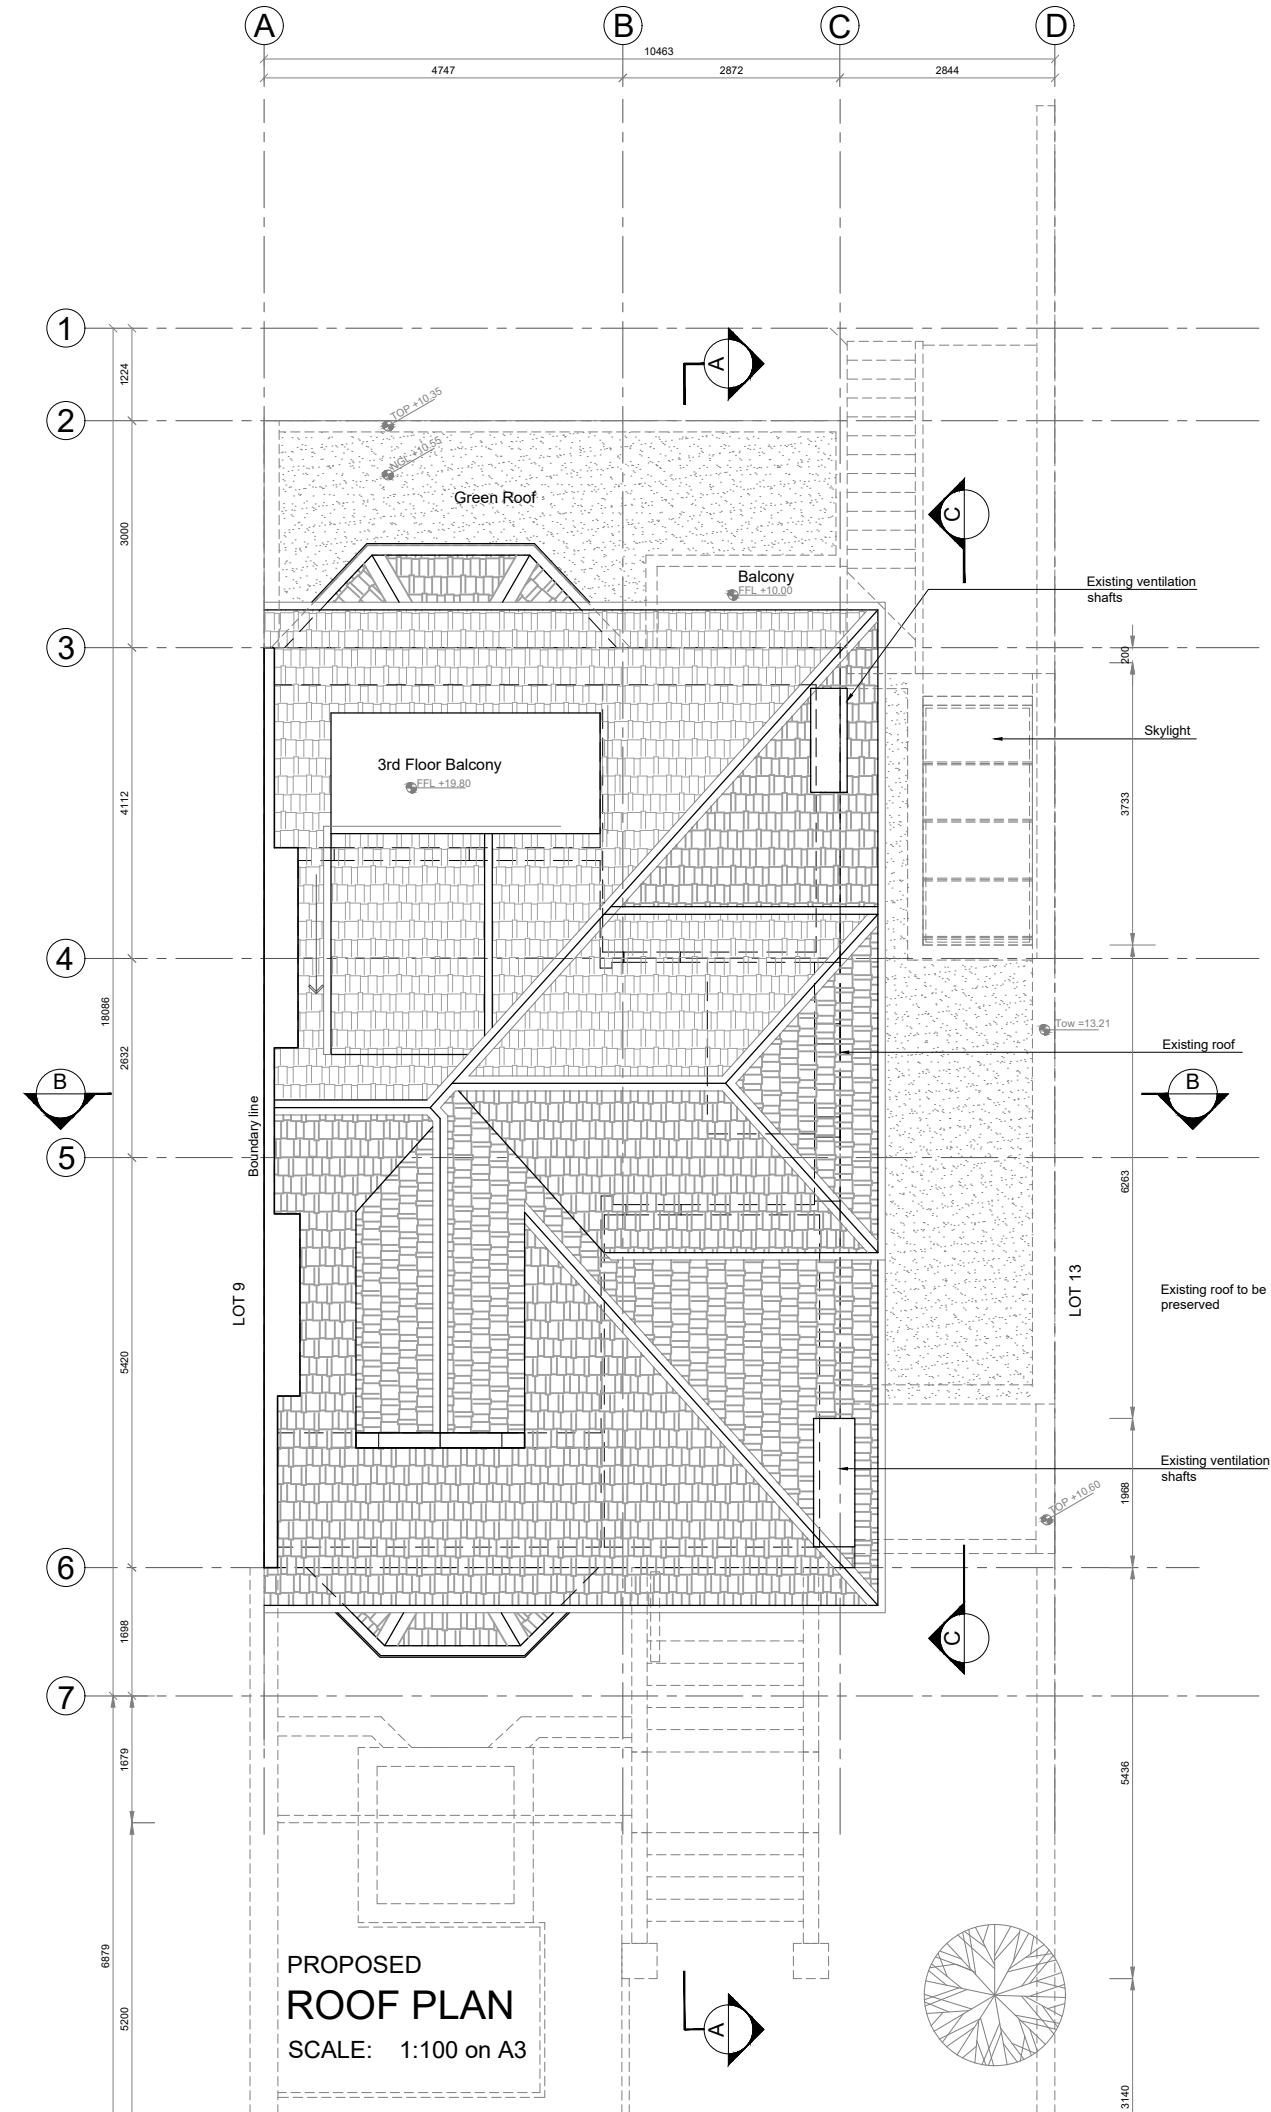 A
B
C
D
10463
4747
2872
2844
1
1224
A
TOP +10.35
2
NGL +10.55
Green Roof
C
3000
Balcony
FFL +10.00
Existing ventilation
shafts
3
200
Skylight
3rd Floor Balcony
FFL +19.80
4112
3733
4
18086
Tow =13.21
Existing roof
2632
B
B
Boundary line
5
6263
LOT 9
LOT 13
Existing roof to be
preserved
5420
Existing ventilation
shafts
1968
TOP +10.60
6
1698
C
7
1679
5436
6879
PROPOSED
ROOF PLAN
SCALE: 1:100 on A3
5200
A
3140